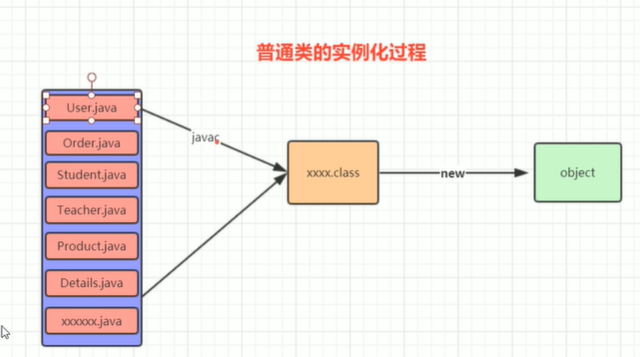 普通类的实例化过程
User.java
Order.java
Student.java
Teacher.java
Product.java
Details.java
xxxxxx.java
javac
xxxx.class
new
object